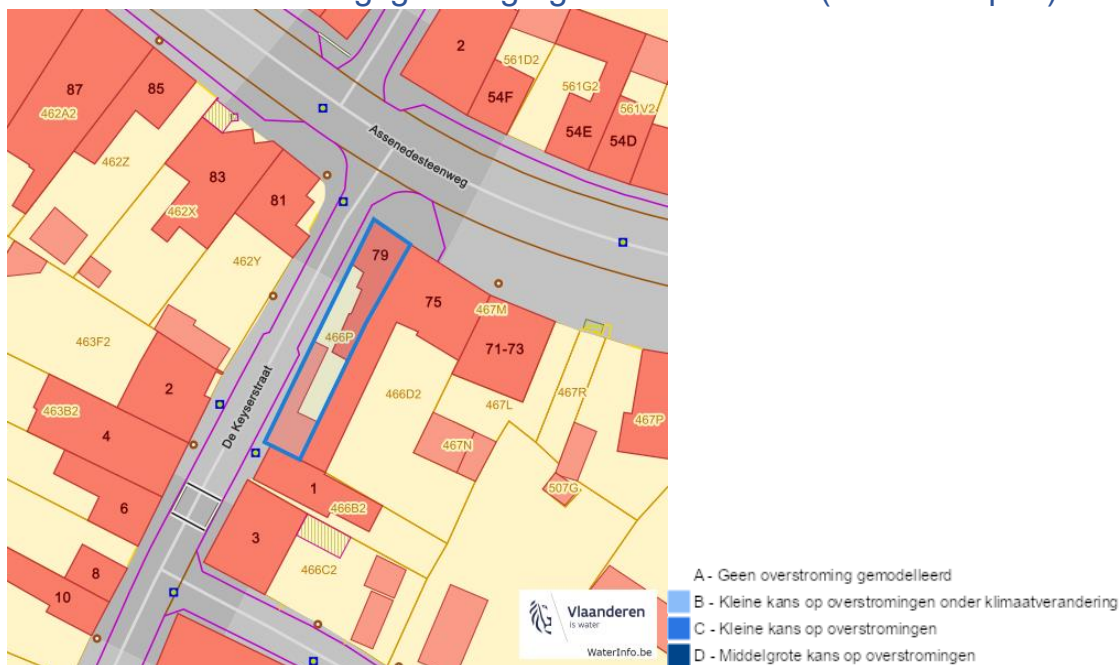 2
561D2
87
85
54F
561G2
561V2
462A2
54E
54D
Assenedesteenweg
462Z
83
81
462X
79
462Y
467M
75
466P
71-73
463F2
466D2
467R
467L
2
De Keyserstraat
463B2
467P
4
467N
1
507G
6
466B2
3
8
466C2
10
Vlaanderen
is water
WaterInfo.be
A - Geen overstroming gemodelleerd
B - Kleine kans op overstromingen onder klimaatverandering
C - Kleine kans op overstromingen
D - Middelgrote kans op overstromingen